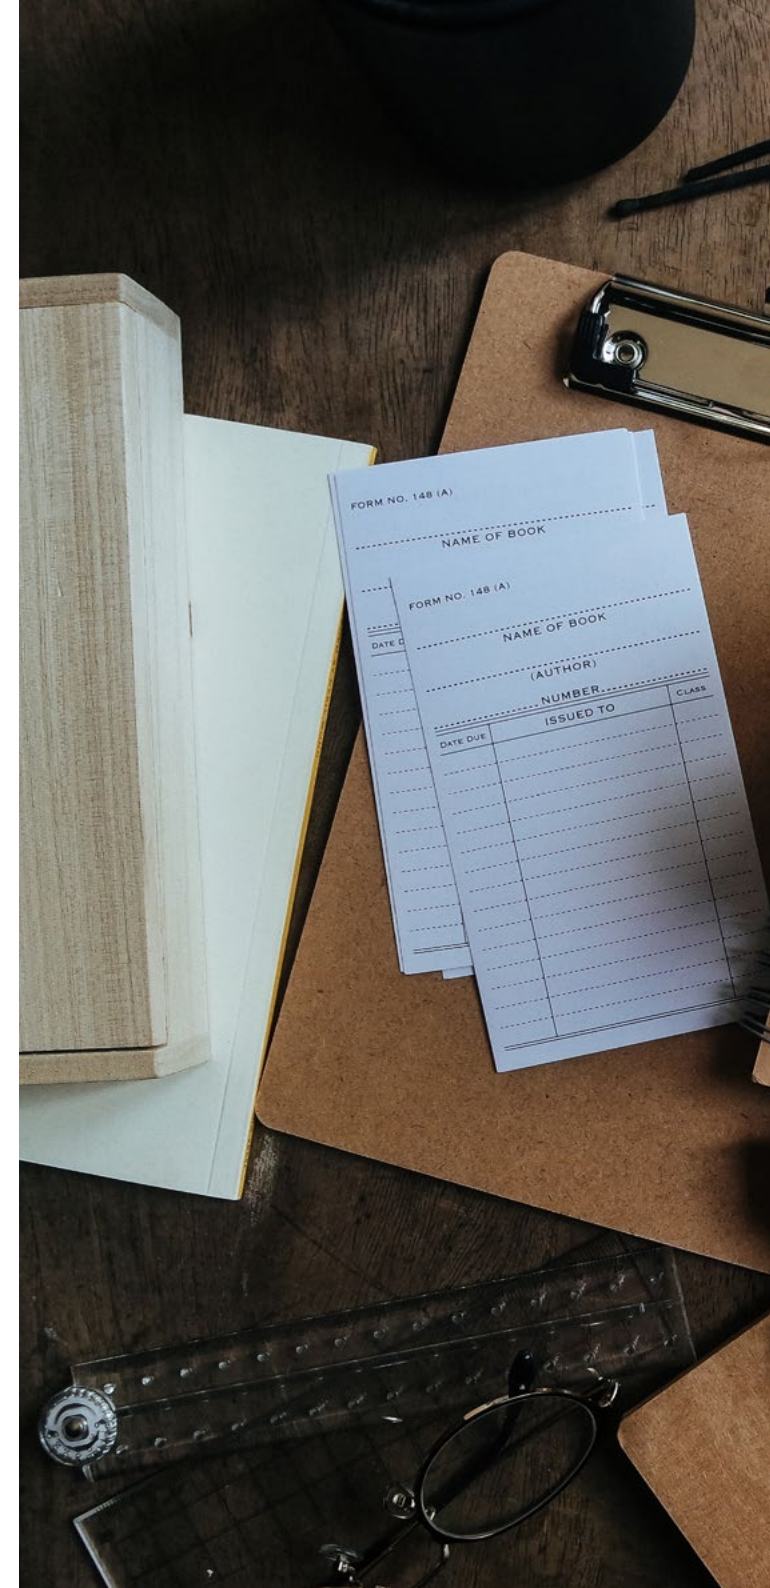 FORM NO. 148 (A)
NAME OF BOOK
DATE D
FORM NO. 148 (A)
NAME OF BOOK
(AUTHOR)
NUMBER
DATE DUE ISSUED TO CLASS